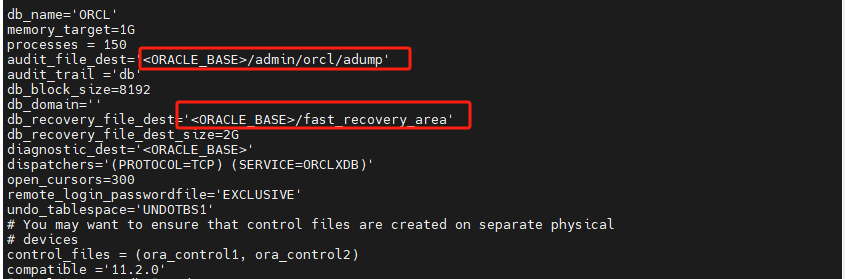 db_name='ORCL'
memory_target=1G
processes = 150
audit_file_dest='<ORACLE_BASE>/admin/orcl/adump'
audit_trail ='db'
db_block_size=8192
db_domain=''
db_recovery_file_dest='<ORACLE_BASE>/fast_recovery_area'
db_recovery_file_dest_size=2G
diagnostic_dest='<ORACLE_BASE>'
dispatchers='(PROTOCOL=TCP) (SERVICE=ORCLXDB)'
open_cursors=300
remote_login_passwordfile='EXCLUSIVE'
undo_tablespace='UNDOTBS1'
# You may want to ensure that control files are created on separate physical
# devices
control_files = (ora_control1, ora_control2)
compatible ='11.2.0'